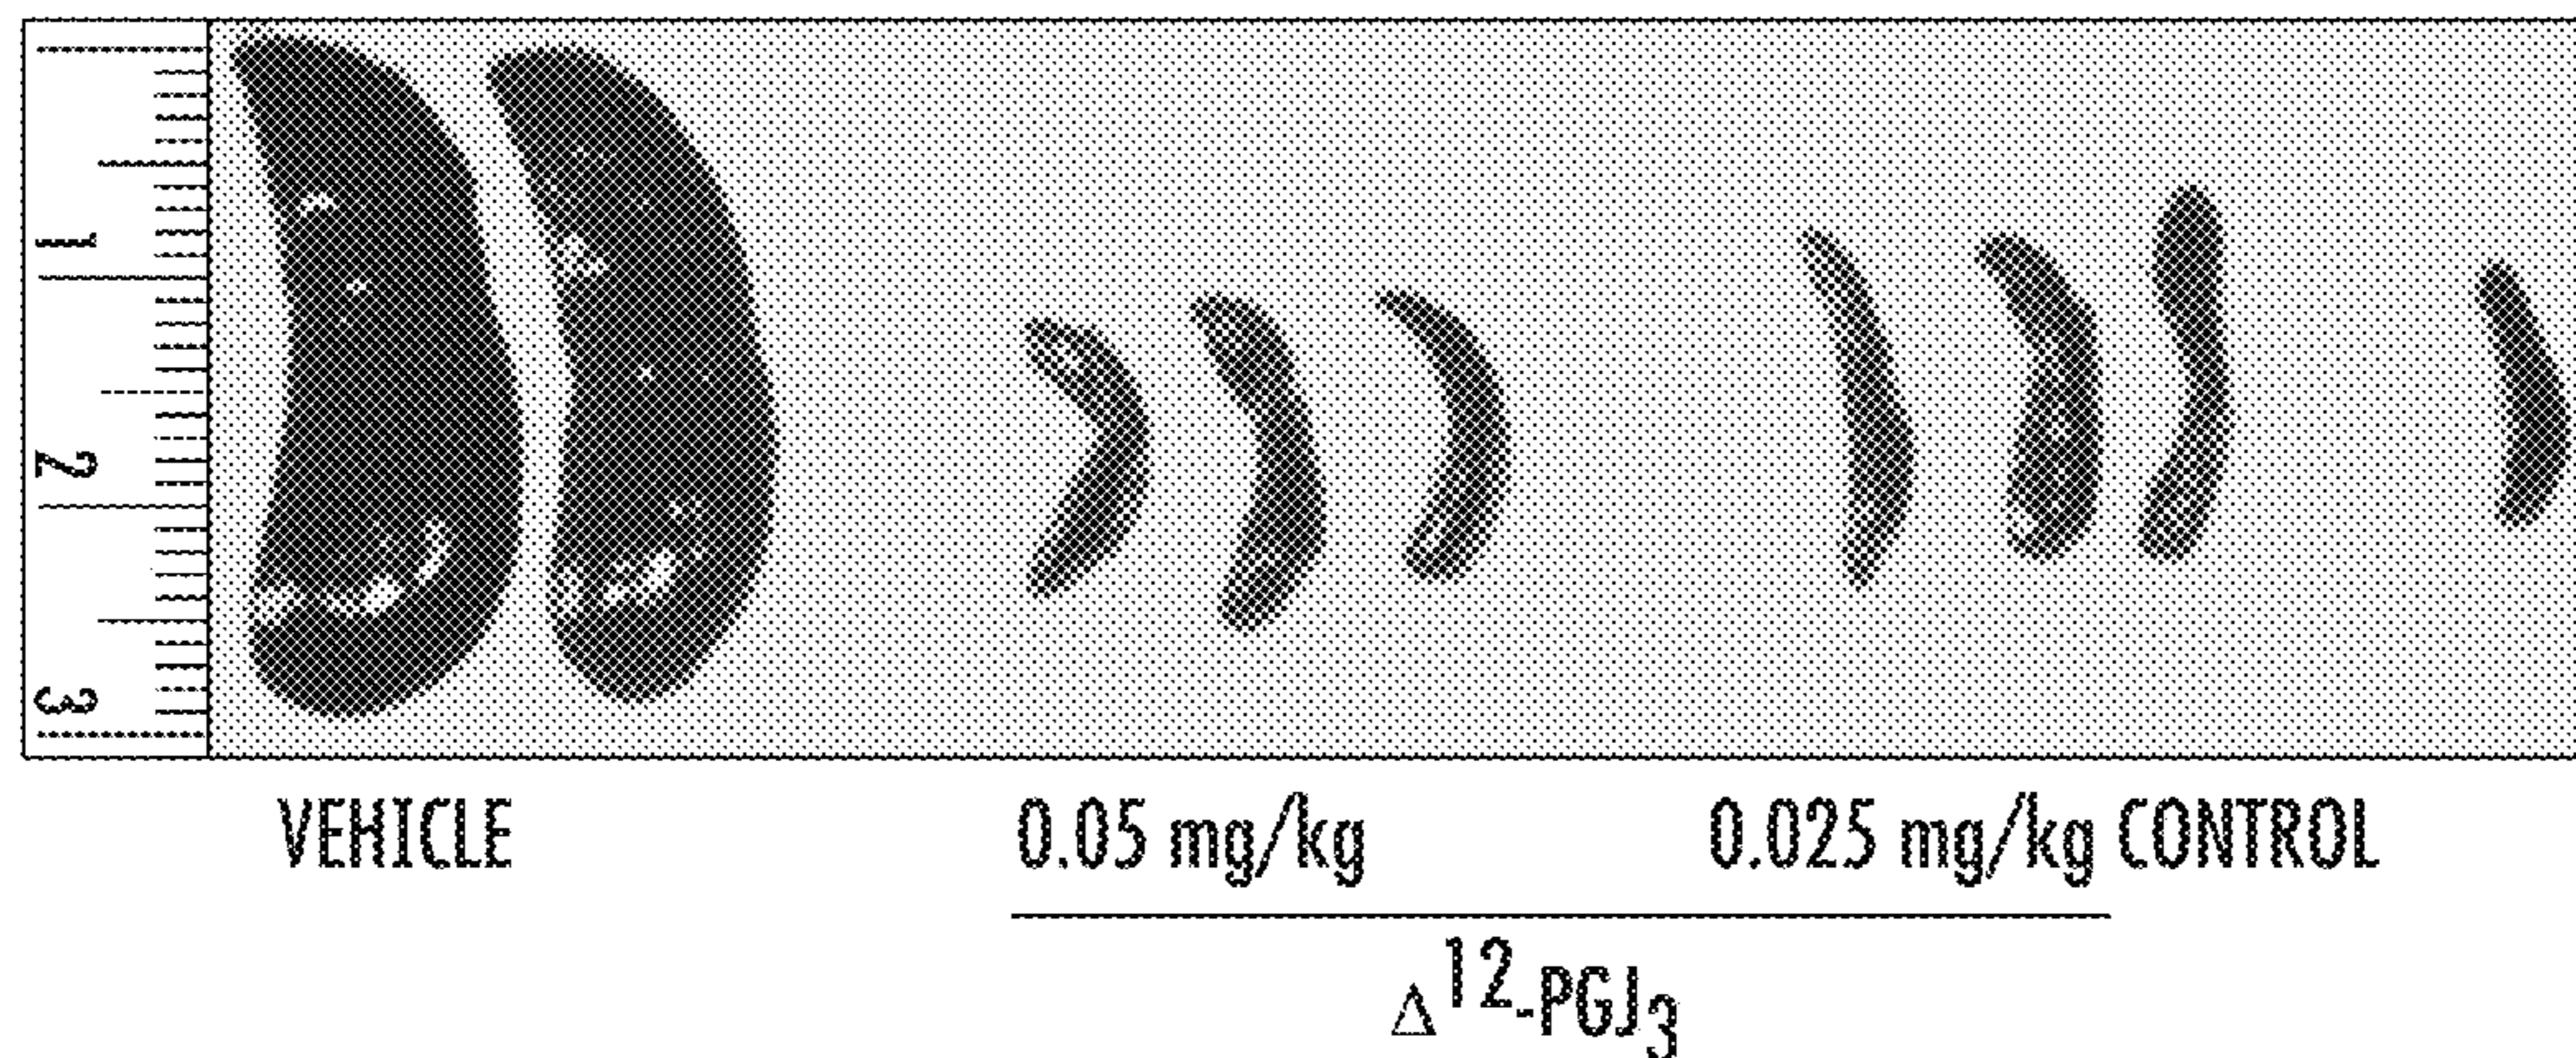 1
2
3
VEHICLE 0.05 mg/kg 0.025 mg/kg CONTROL
Δ12-PGJ3